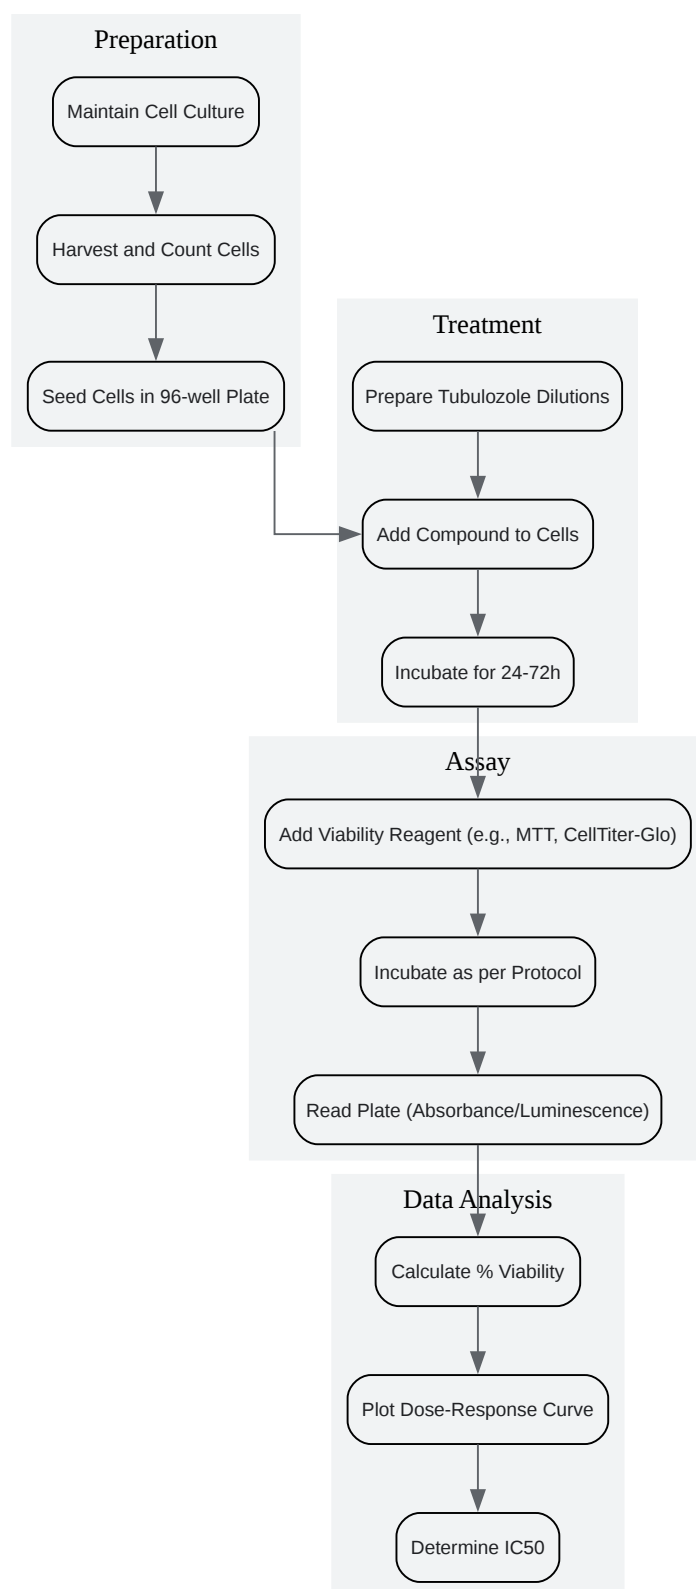 Preparation
Maintain Cell Culture
Harvest and Count Cells
Seed Cells in 96-well Plate
Treatment
Prepare Tubulozole Dilutions
Add Compound to Cells
Incubate for 24-72h
Assay
Add Viability Reagent (e.g., MTT, CellTiter-Glo)
Incubate as per Protocol
Read Plate (Absorbance/Luminescence)
Data Analysis
Calculate % Viability
Plot Dose-Response Curve
Determine IC50